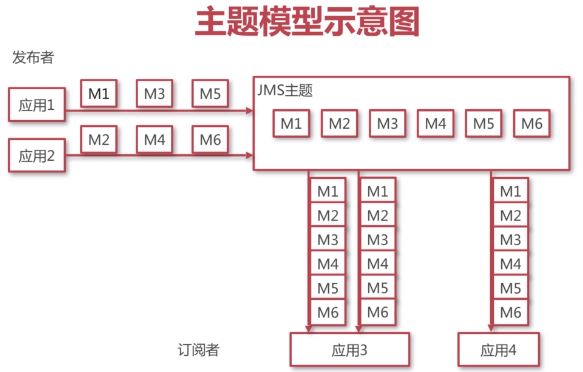 主题模型示意图
发布者
应用1
M1 M3 M5
应用2
M2 M4 M6
JMS主题
M1 M2 M3 M4 M5 M6
M1 M1 M1
M2 M2 M2
M3 M3 M3
M4 M4 M4
M5 M5 M5
M6 M6 M6
订阅者
应用3
应用4